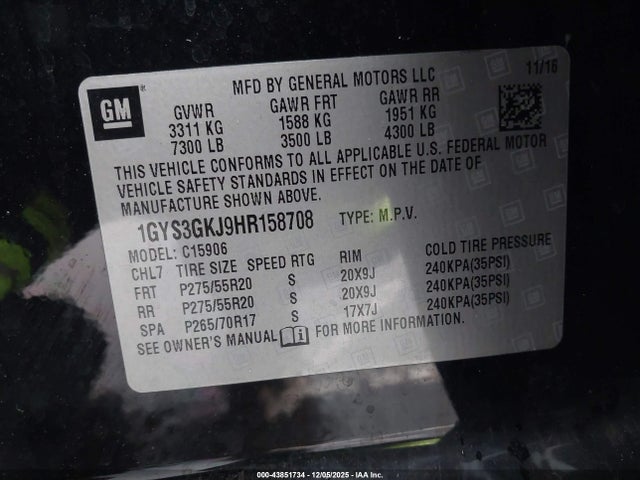 GM
MFD BY GENERAL MOTORS LLC
11/16
GVWR GAWR FRT GAWR RR
3311 KG 1588 KG 1951 KG
7300 LB 3500 LB 4300 LB
THIS VEHICLE CONFORMS TO ALL APPLICABLE U.S. FEDERAL MOTOR
VEHICLE SAFETY STANDARDS IN EFFECT ON THE DATE OF
MANUFACTURE SHOWN ABOVE.
1GYS3GKJ9HR158708 TYPE: M.P.V.
MODEL: C15906
CHL7 TIRE SIZE SPEED RTG RIM COLD TIRE PRESSURE
FRT P275/55R20 S 20X9J 240KPA(35PSI)
RR P275/55R20 S 20X9J 240KPA(35PSI)
SPA P265/70R17 S 17X7J 240KPA(35PSI)
SEE OWNER'S MANUAL FOR MORE INFORMATION.
000-43851734 - 12/05/2025 - IAA Inc.